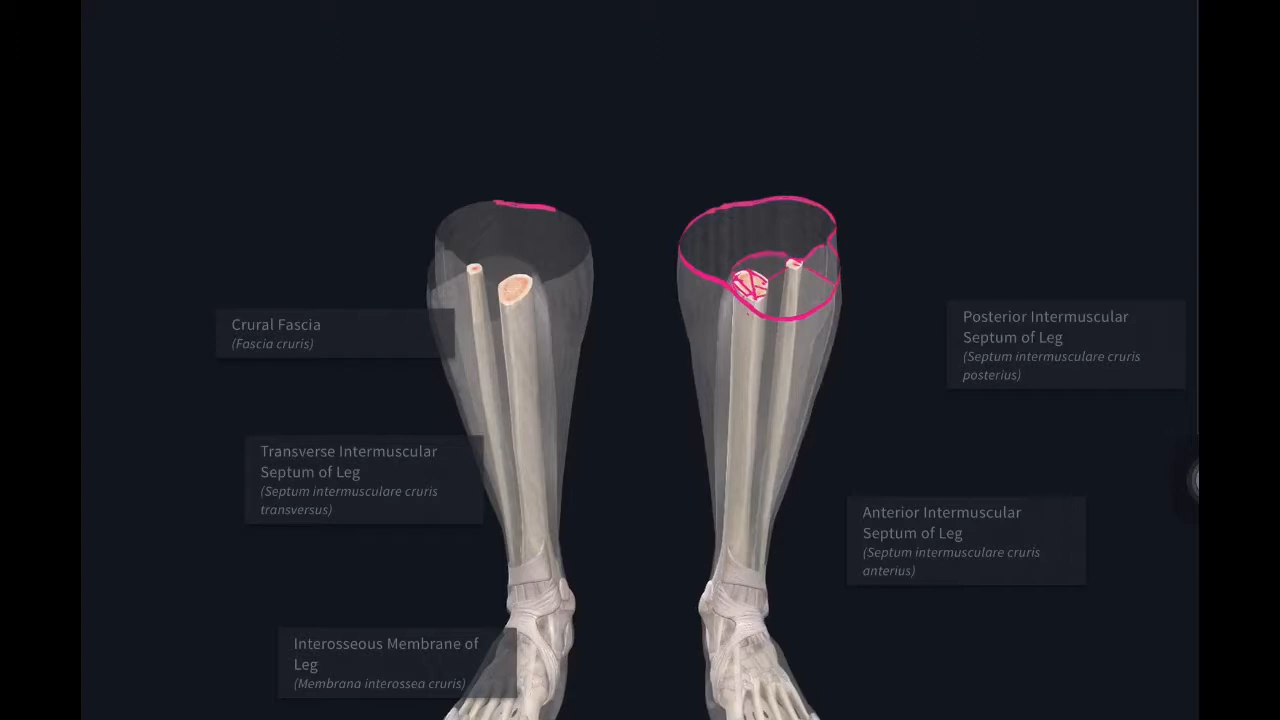 Crural Fascia
(Fascia cruris)
Transverse Intermuscular
Septum of Leg
(Septum intermusculare cruris
transversus)
Interosseous Membrane of
Leg
(Membrana interossea cruris)
Posterior Intermuscular
Septum of Leg
(Septum intermusculare cruris
posterius)
Anterior Intermuscular
Septum of Leg
(Septum intermusculare cruris
anterius)